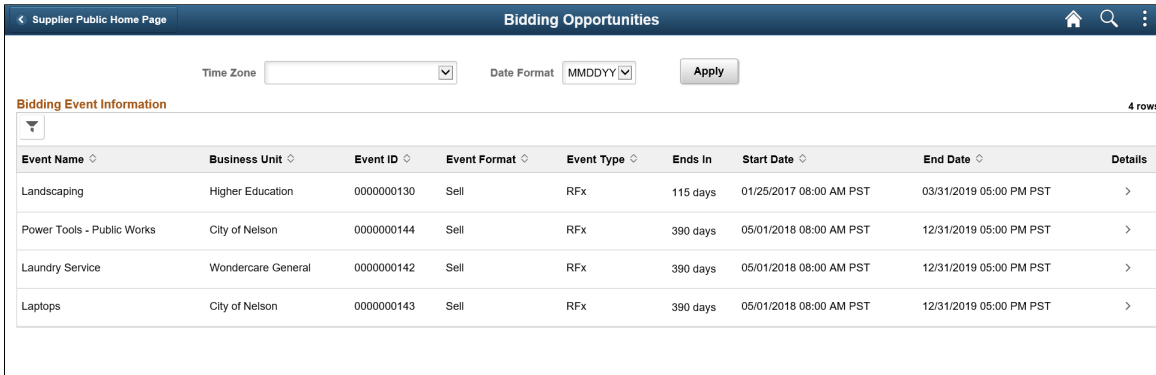 Supplier Public Home Page Bidding Opportunities
Time Zone Date Format MMDDYY Apply
Bidding Event Information 4 rows
Event Name Business Unit Event ID Event Format Event Type Ends In Start Date End Date Details
Landscaping Higher Education 0000000130 Sell RFx 115 days 01/25/2017 08:00 AM PST 03/31/2019 05:00 PM PST
Power Tools - Public Works City of Nelson 0000000144 Sell RFx 390 days 05/01/2018 08:00 AM PST 12/31/2019 05:00 PM PST
Laundry Service Wondercare General 0000000142 Sell RFx 390 days 05/01/2018 08:00 AM PST 12/31/2019 05:00 PM PST
Laptops City of Nelson 0000000143 Sell RFx 390 days 05/01/2018 08:00 AM PST 12/31/2019 05:00 PM PST